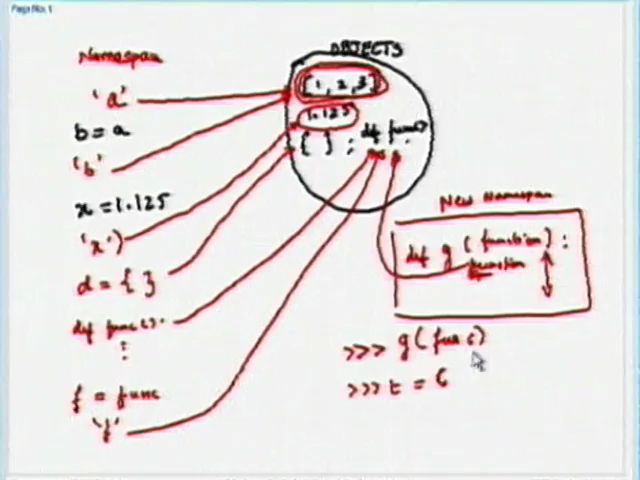 Page No. 1
OBJECTS
Namespace
[1, 2, 3]
'a'
1.125
b = a
def func()
{ } ; :
'b'
New Namespace
x = 1.125
'x')
def g (function) :
function
d = { }
def func():
:
>>> g(func)
>>> t = 6
f = func
'f'